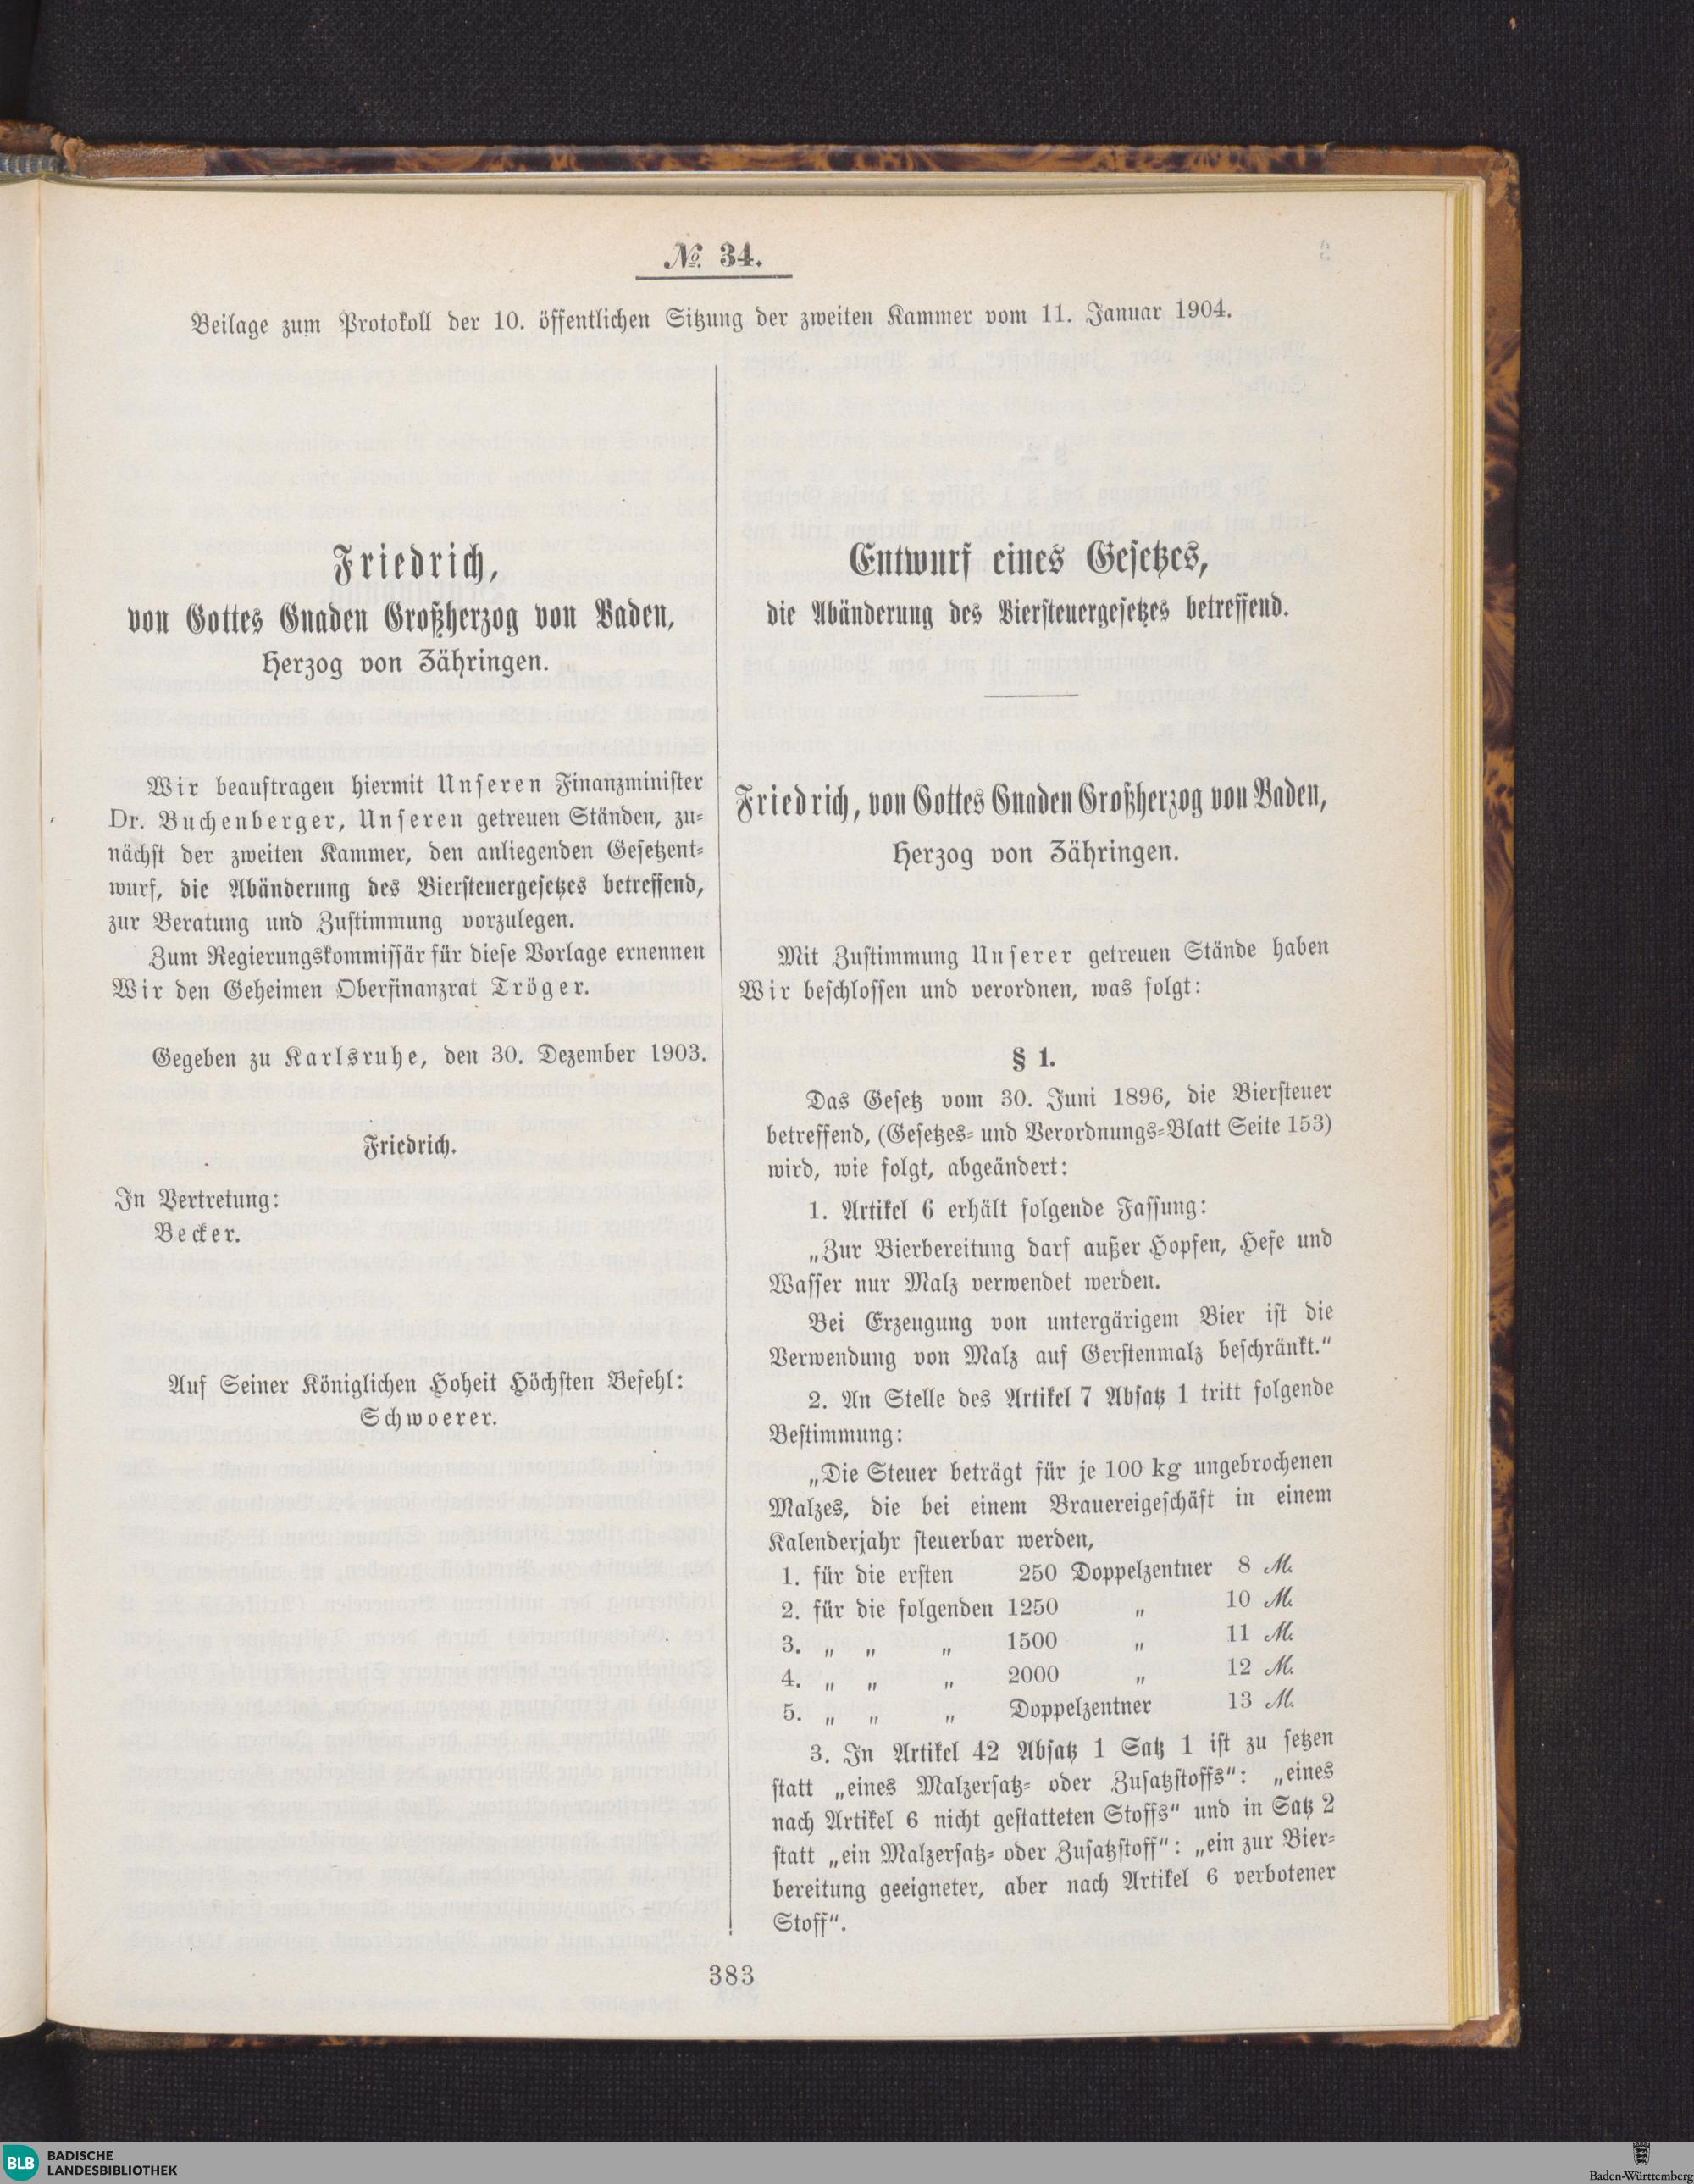 № 34.
Beilage zum Protokoll der 10. öffentlichen Sitzung der zweiten Kammer vom 11. Januar 1904.
Friedrich,
von Gottes Gnaden Großherzog von Baden,
Herzog von Zähringen.
Wir beauftragen hiermit Unseren Finanzminister
Dr. Buchenberger, Unseren getreuen Ständen, zu-
nächst der zweiten Kammer, den anliegenden Gesetzent-
wurf, die Abänderung des Biersteuergesetzes betreffend,
zur Beratung und Zustimmung vorzulegen.
Zum Regierungskommissär für diese Vorlage ernennen
Wir den Geheimen Oberfinanzrat Tröger.
Gegeben zu Karlsruhe, den 30. Dezember 1903.
Friedrich.
In Vertretung:
Becker.
Auf Seiner Königlichen Hoheit Höchsten Befehl:
Schwoerer.
Entwurf eines Gesetzes,
die Abänderung des Biersteuergesetzes betreffend.
Friedrich, von Gottes Gnaden Großherzog von Baden,
Herzog von Zähringen.
Mit Zustimmung Unserer getreuen Stände haben
Wir beschlossen und verordnen, was folgt:
§ 1.
Das Gesetz vom 30. Juni 1896, die Biersteuer
betreffend, (Gesetzes- und Verordnungs-Blatt Seite 153)
wird, wie folgt, abgeändert:
1. Artikel 6 erhält folgende Fassung:
„Zur Bierbereitung darf außer Hopfen, Hefe und
Wasser nur Malz verwendet werden.
Bei Erzeugung von untergärigem Bier ist die
Verwendung von Malz auf Gerstenmalz beschränkt.“
2. An Stelle des Artikel 7 Absatz 1 tritt folgende
Bestimmung:
„Die Steuer beträgt für je 100 kg ungebrochenen
Malzes, die bei einem Brauereigeschäft in einem
Kalenderjahr steuerbar werden,
1. für die ersten 250 Doppelzentner 8 ℳ.
2. für die folgenden 1250 „ 10 ℳ.
3. „ „ „ 1500 „ 11 ℳ.
4. „ „ „ 2000 „ 12 ℳ.
5. „ „ „ Doppelzentner 13 ℳ.
3. In Artikel 42 Absatz 1 Satz 1 ist zu setzen
statt „eines Malzersatz- oder Zusatzstoffs“: „eines
nach Artikel 6 nicht gestatteten Stoffs“ und in Satz 2
statt „ein Malzersatz- oder Zusatzstoff“: „ein zur Bier-
bereitung geeigneter, aber nach Artikel 6 verbotener
Stoff“.
383
BLB BADISCHE
LANDESBIBLIOTHEK
Baden-Württemberg